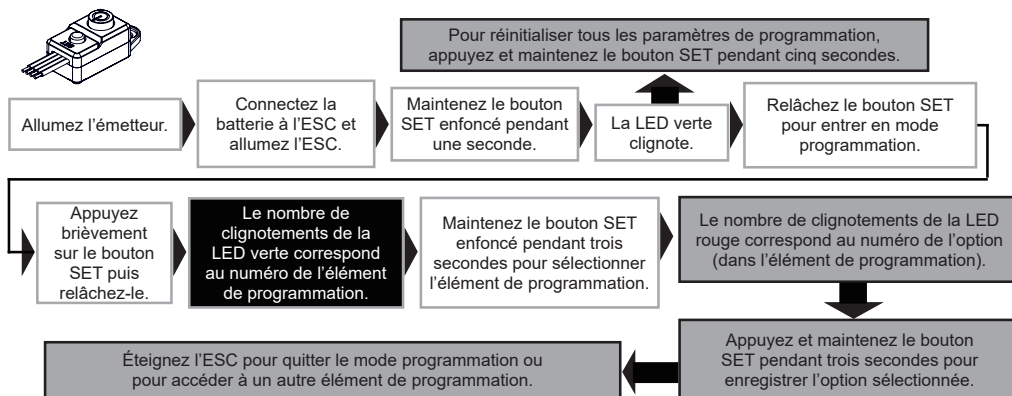 Pour réinitialiser tous les paramètres de programmation,
appuyez et maintenez le bouton SET pendant cinq secondes.
Allumez l’émetteur.
Connectez la
batterie à l’ESC et
allumez l’ESC.
Maintenez le bouton
SET enfoncé pendant
une seconde.
La LED verte
clignote.
Relâchez le bouton SET
pour entrer en mode
programmation.
Appuyez
brièvement
sur le bouton
SET puis
relâchez-le.
Le nombre de
clignotements de la
LED verte correspond
au numéro de l’élément
de programmation.
Maintenez le bouton SET
enfoncé pendant trois
secondes pour sélectionner
l’élément de programmation.
Le nombre de clignotements de la LED
rouge correspond au numéro de l’option
(dans l’élément de programmation).
Appuyez et maintenez le bouton
SET pendant trois secondes pour
enregistrer l’option sélectionnée.
Éteignez l’ESC pour quitter le mode programmation ou
pour accéder à un autre élément de programmation.